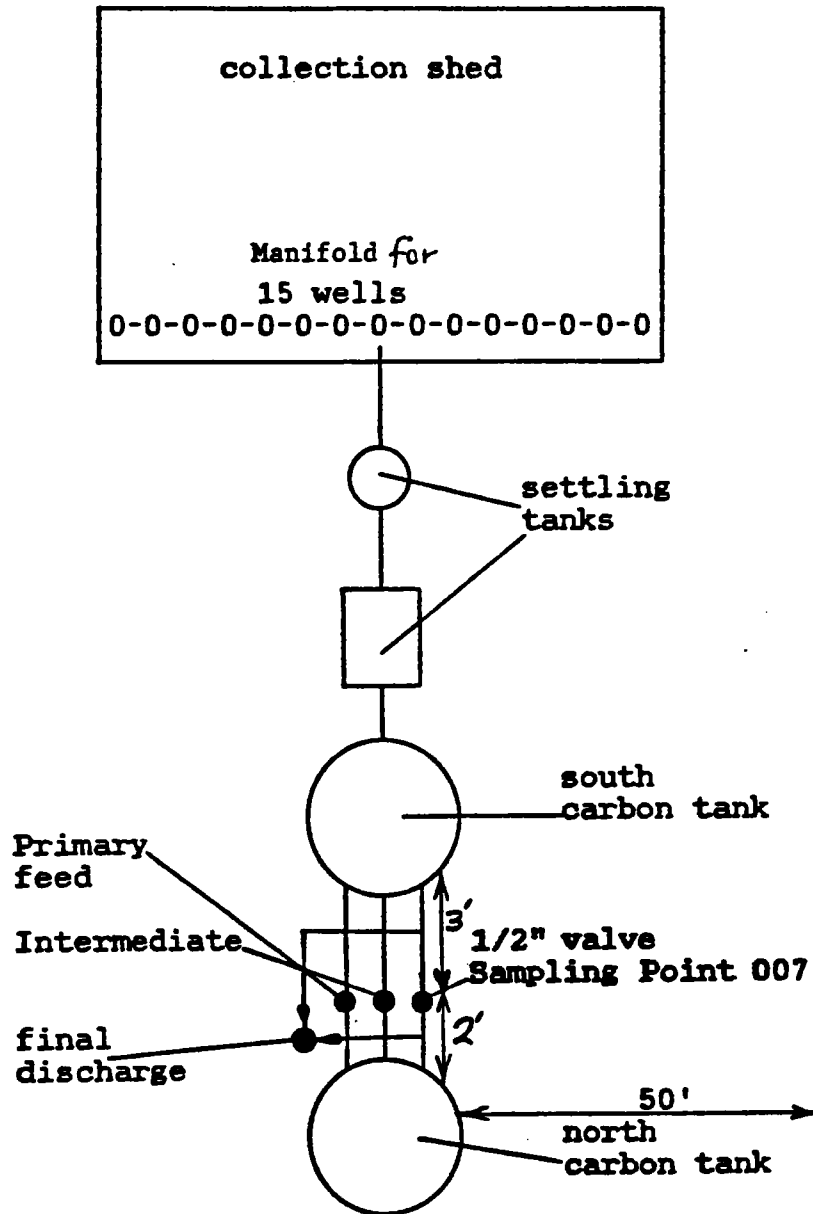 collection shed
Manifold for
15 wells
0-0-0-0-0-0-0-0-0-0-0-0-0-0-0
settling
tanks
south
carbon tank
Primary
feed
3'
Intermediate
1/2" valve
Sampling Point 007
2'
final
discharge
50'
north
carbon tank